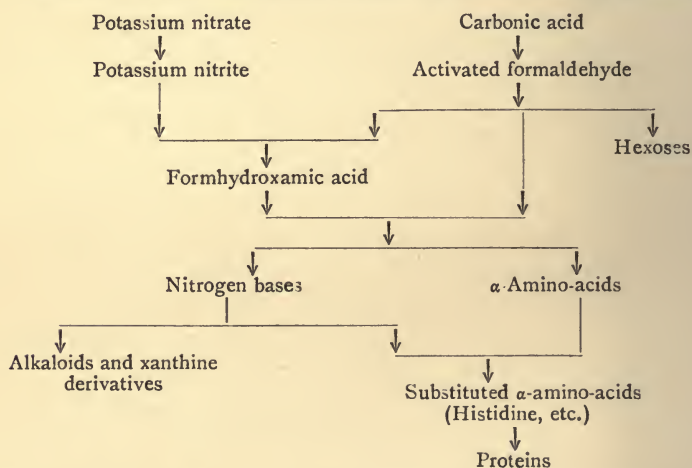 Potassium nitrate
Carbonic acid
Potassium nitrite
Activated formaldehyde
Hexoses
Formhydroxamic acid
Nitrogen bases
α-Amino-acids
Alkaloids and xanthine
derivatives
Substituted α-amino-acids
(Histidine, etc.)
Proteins